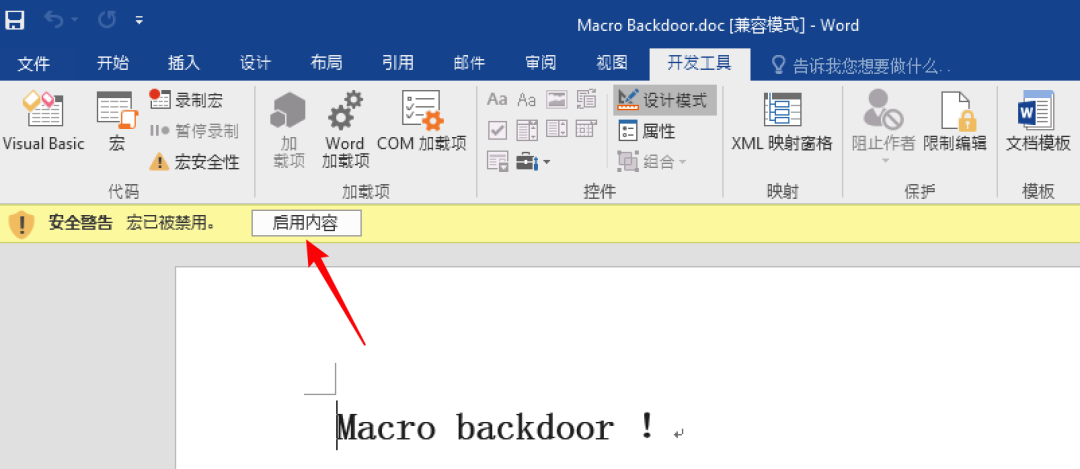 Macro Backdoor.doc [兼容模式] - Word
文件 开始 插入 设计 布局 引用 邮件 审阅 视图 开发工具 告诉我您想要做什么...
Visual Basic
宏
录制宏
暂停录制
宏安全性
代码
加
载项
Word
加载项
COM 加载项
加载项
Aa Aa
设计模式
属性
组合
控件
XML 映射窗格
映射
阻止作者
限制编辑
保护
文档模板
模板
安全警告 宏已被禁用。 启用内容
Macro backdoor ！